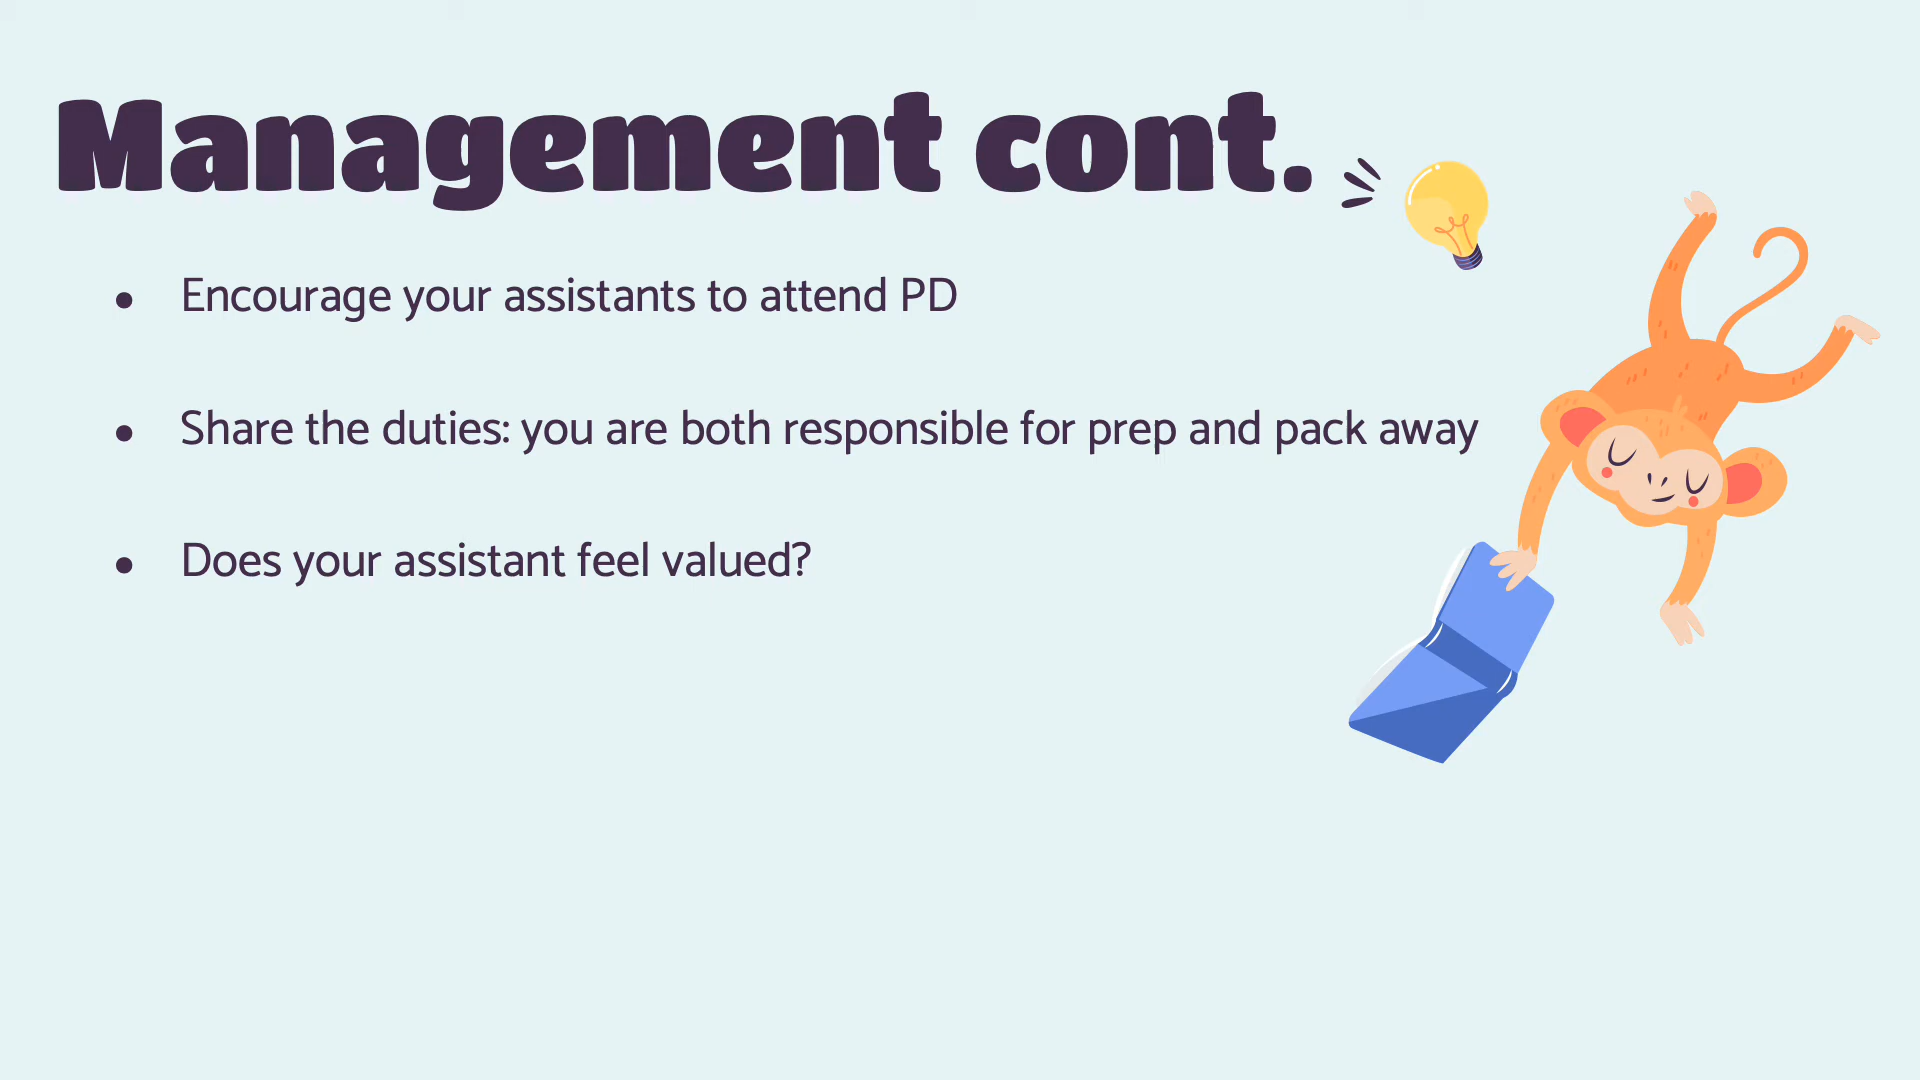 Management cont.
• Encourage your assistants to attend PD
• Share the duties: you are both responsible for prep and pack away
• Does your assistant feel valued?